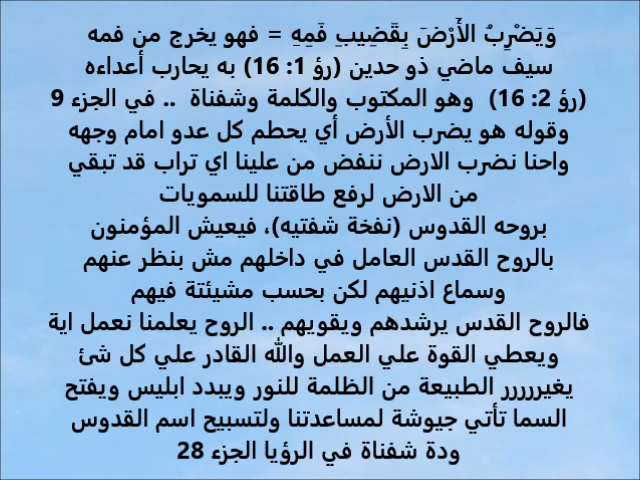 وَيَضْرِبُ الأَرْضَ بِقَضِيبِ فَمِهِ = فهو يخرج من فمه
سيف ماضي ذو حدين (رؤ 1: 16) به يحارب أعداءه
(رؤ 2: 16) وهو المكتوب والكلمة وشفناة .. في الجزء 9
وقوله هو يضرب الأرض أي يحطم كل عدو امام وجهه
واحنا نضرب الارض ننفض من علينا اي تراب قد تبقي
من الارض لرفع طاقتنا للسمويات
بروحه القدوس (نفخة شفتيه)، فيعيش المؤمنون
بالروح القدس العامل في داخلهم مش بنظر عنهم
وسماع اذنيهم لكن بحسب مشيئتة فيهم
فالروح القدس يرشدهم ويقويهم .. الروح يعلمنا نعمل اية
ويعطي القوة علي العمل والله القادر علي كل شئ
يغيررررر الطبيعة من الظلمة للنور ويبدد ابليس ويفتح
السما تأتي جيوشة لمساعدتنا ولتسبيح اسم القدوس
ودة شفناة في الرؤيا الجزء 28